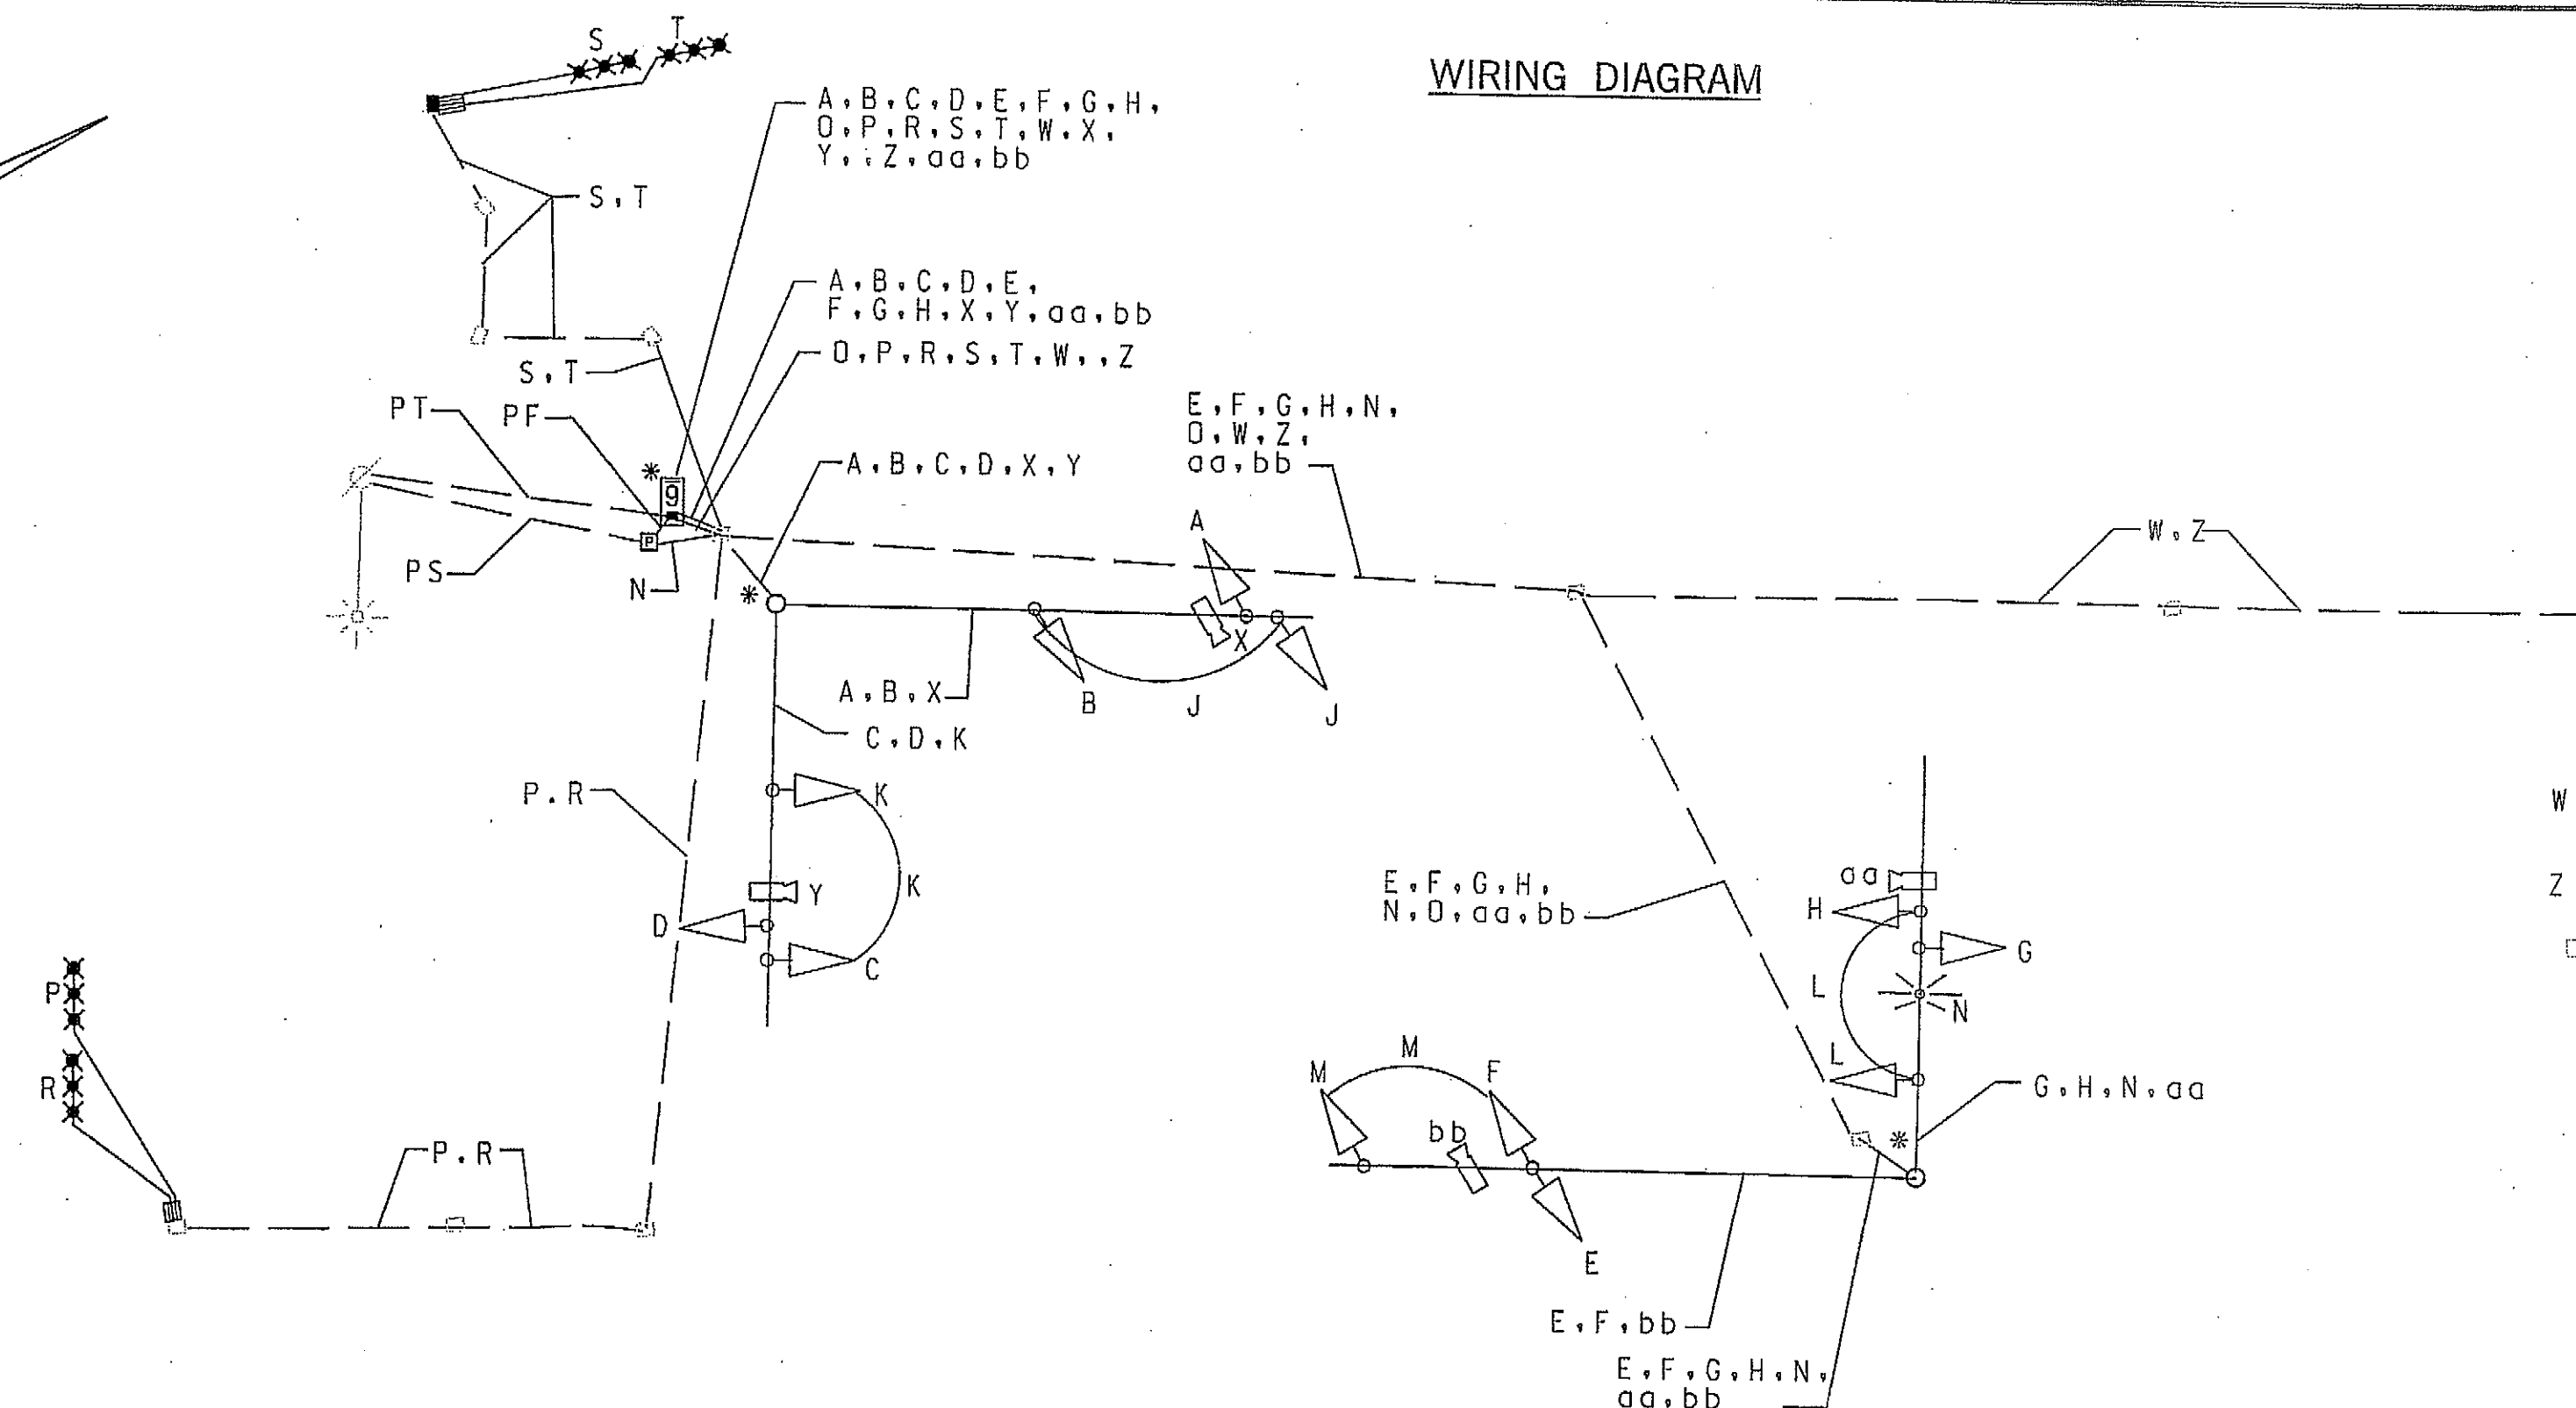 WIRING DIAGRAM
S
T
A,B,C,D,E,F,G,H,
O,P,R,S,T,W,X,
Y,,Z,aa,bb
S,T
A,B,C,D,E,
F,G,H,X,Y,aa,bb
O,P,R,S,T,W,,Z
S,T
PT
PF
E,F,G,H,N,
O,W,Z,
aa,bb
*
A,B,C,D,X,Y
9
A
W,Z
P
PS
N
*
X
A,B,X
B
J
J
C,D,K
P.R
K
W
K
Y
aa
E,F,G,H,
N,O,aa,bb
Z
H
D
G
C
L
P
N
M
L
R
M
F
G,H,N,aa
bb
*
P.R
E
E,F,bb
E,F,G,H,N,
aa,bb